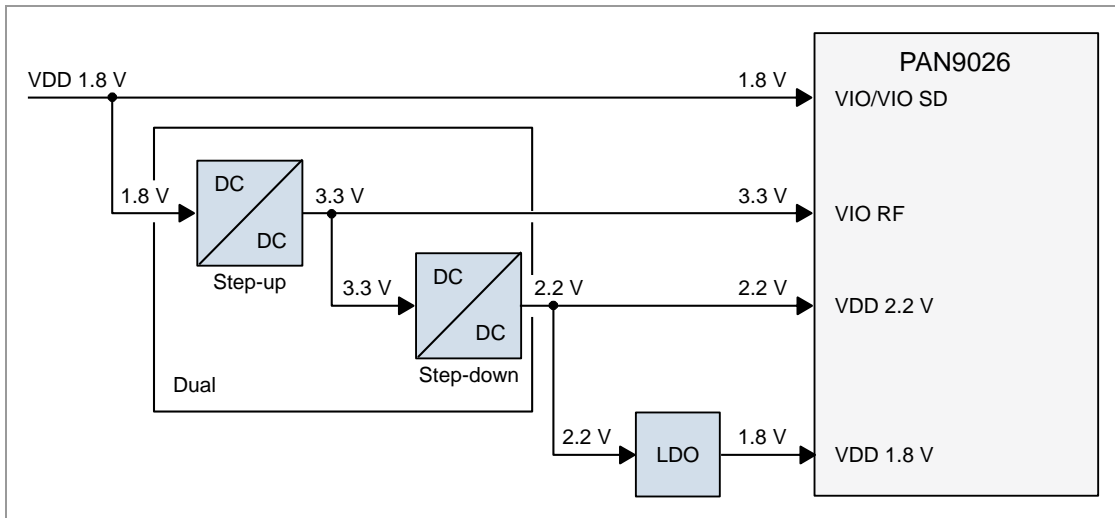 PAN9026
VDD 1.8 V
1.8 V
VIO/VIO SD
1.8 V
DC
DC
Step-up
3.3 V
3.3 V
VIO RF
3.3 V
DC
DC
Step-down
2.2 V
2.2 V
VDD 2.2 V
Dual
2.2 V
LDO
1.8 V
VDD 1.8 V